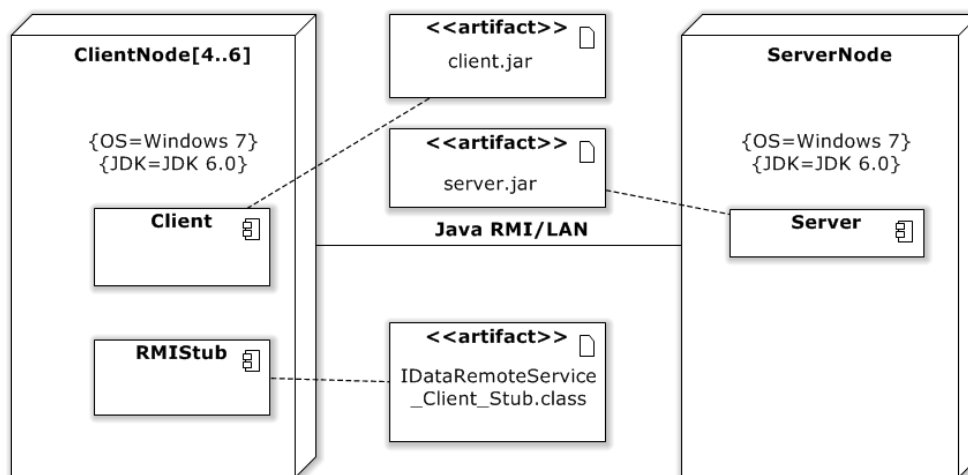 ClientNode[4..6]
{OS=Windows 7}
{JDK=JDK 6.0}
Client
RMIStub
<<artifact>>
client.jar
<<artifact>>
server.jar
Java RMI/LAN
<<artifact>>
IDataRemoteService
_Client_Stub.class
ServerNode
{OS=Windows 7}
{JDK=JDK 6.0}
Server